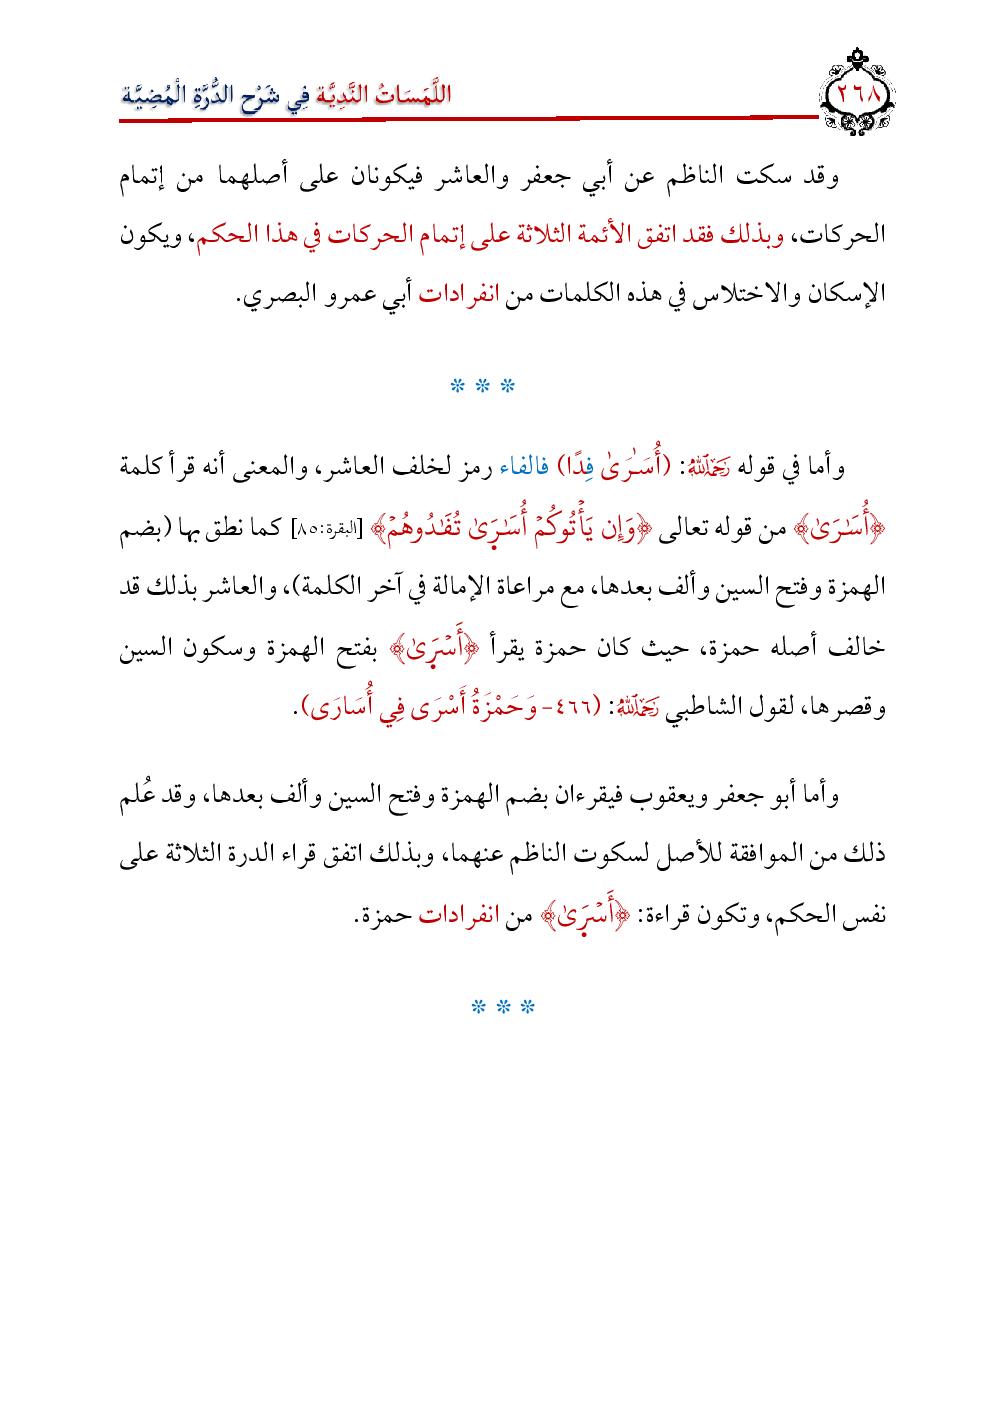 اللَّمَسَاتُ النَّدِيَّة فِي شَرْح الدُّرَّةِ الْمُضِيَّة
٢٦٨
وقد سكت الناظم عن أبي جعفر والعاشر فيكونان على أصلهما من إتمام
الحركات، وبذلك فقد اتفق الأئمة الثلاثة على إتمام الحركات في هذا الحكم، ويكون
الإسكان والاختلاس في هذه الكلمات من انفرادات أبي عمرو البصري.
* * *
وأما في قوله رَحِمَهُ اللَّهُ: (أُسَـٰرَىٰ فِدًا) فالفاء رمز لخلف العاشر، والمعنى أنه قرأ كلمة
﴿أُسَـٰرَىٰ﴾ من قوله تعالى ﴿وَإِن يَأۡتُوكُمۡ أُسَـٰرَىٰ تُفَـٰدُوهُمۡ﴾ [البقرة:٨٥] كما نطق بها (بضم
الهمزة وفتح السين وألف بعدها، مع مراعاة الإمالة في آخر الكلمة)، والعاشر بذلك قد
خالف أصله حمزة، حيث كان حمزة يقرأ ﴿أَسۡرَىٰ﴾ بفتح الهمزة وسكون السين
وقصرها، لقول الشاطبي رَحِمَهُ اللَّهُ: (٤٦٦- وَحَمْزَةُ أَسْرَى فِي أُسَارَى).
وأما أبو جعفر ويعقوب فيقرءان بضم الهمزة وفتح السين وألف بعدها، وقد عُلم
ذلك من الموافقة للأصل لسكوت الناظم عنهما، وبذلك اتفق قراء الدرة الثلاثة على
نفس الحكم، وتكون قراءة: ﴿أَسۡرَىٰ﴾ من انفرادات حمزة.
* * *